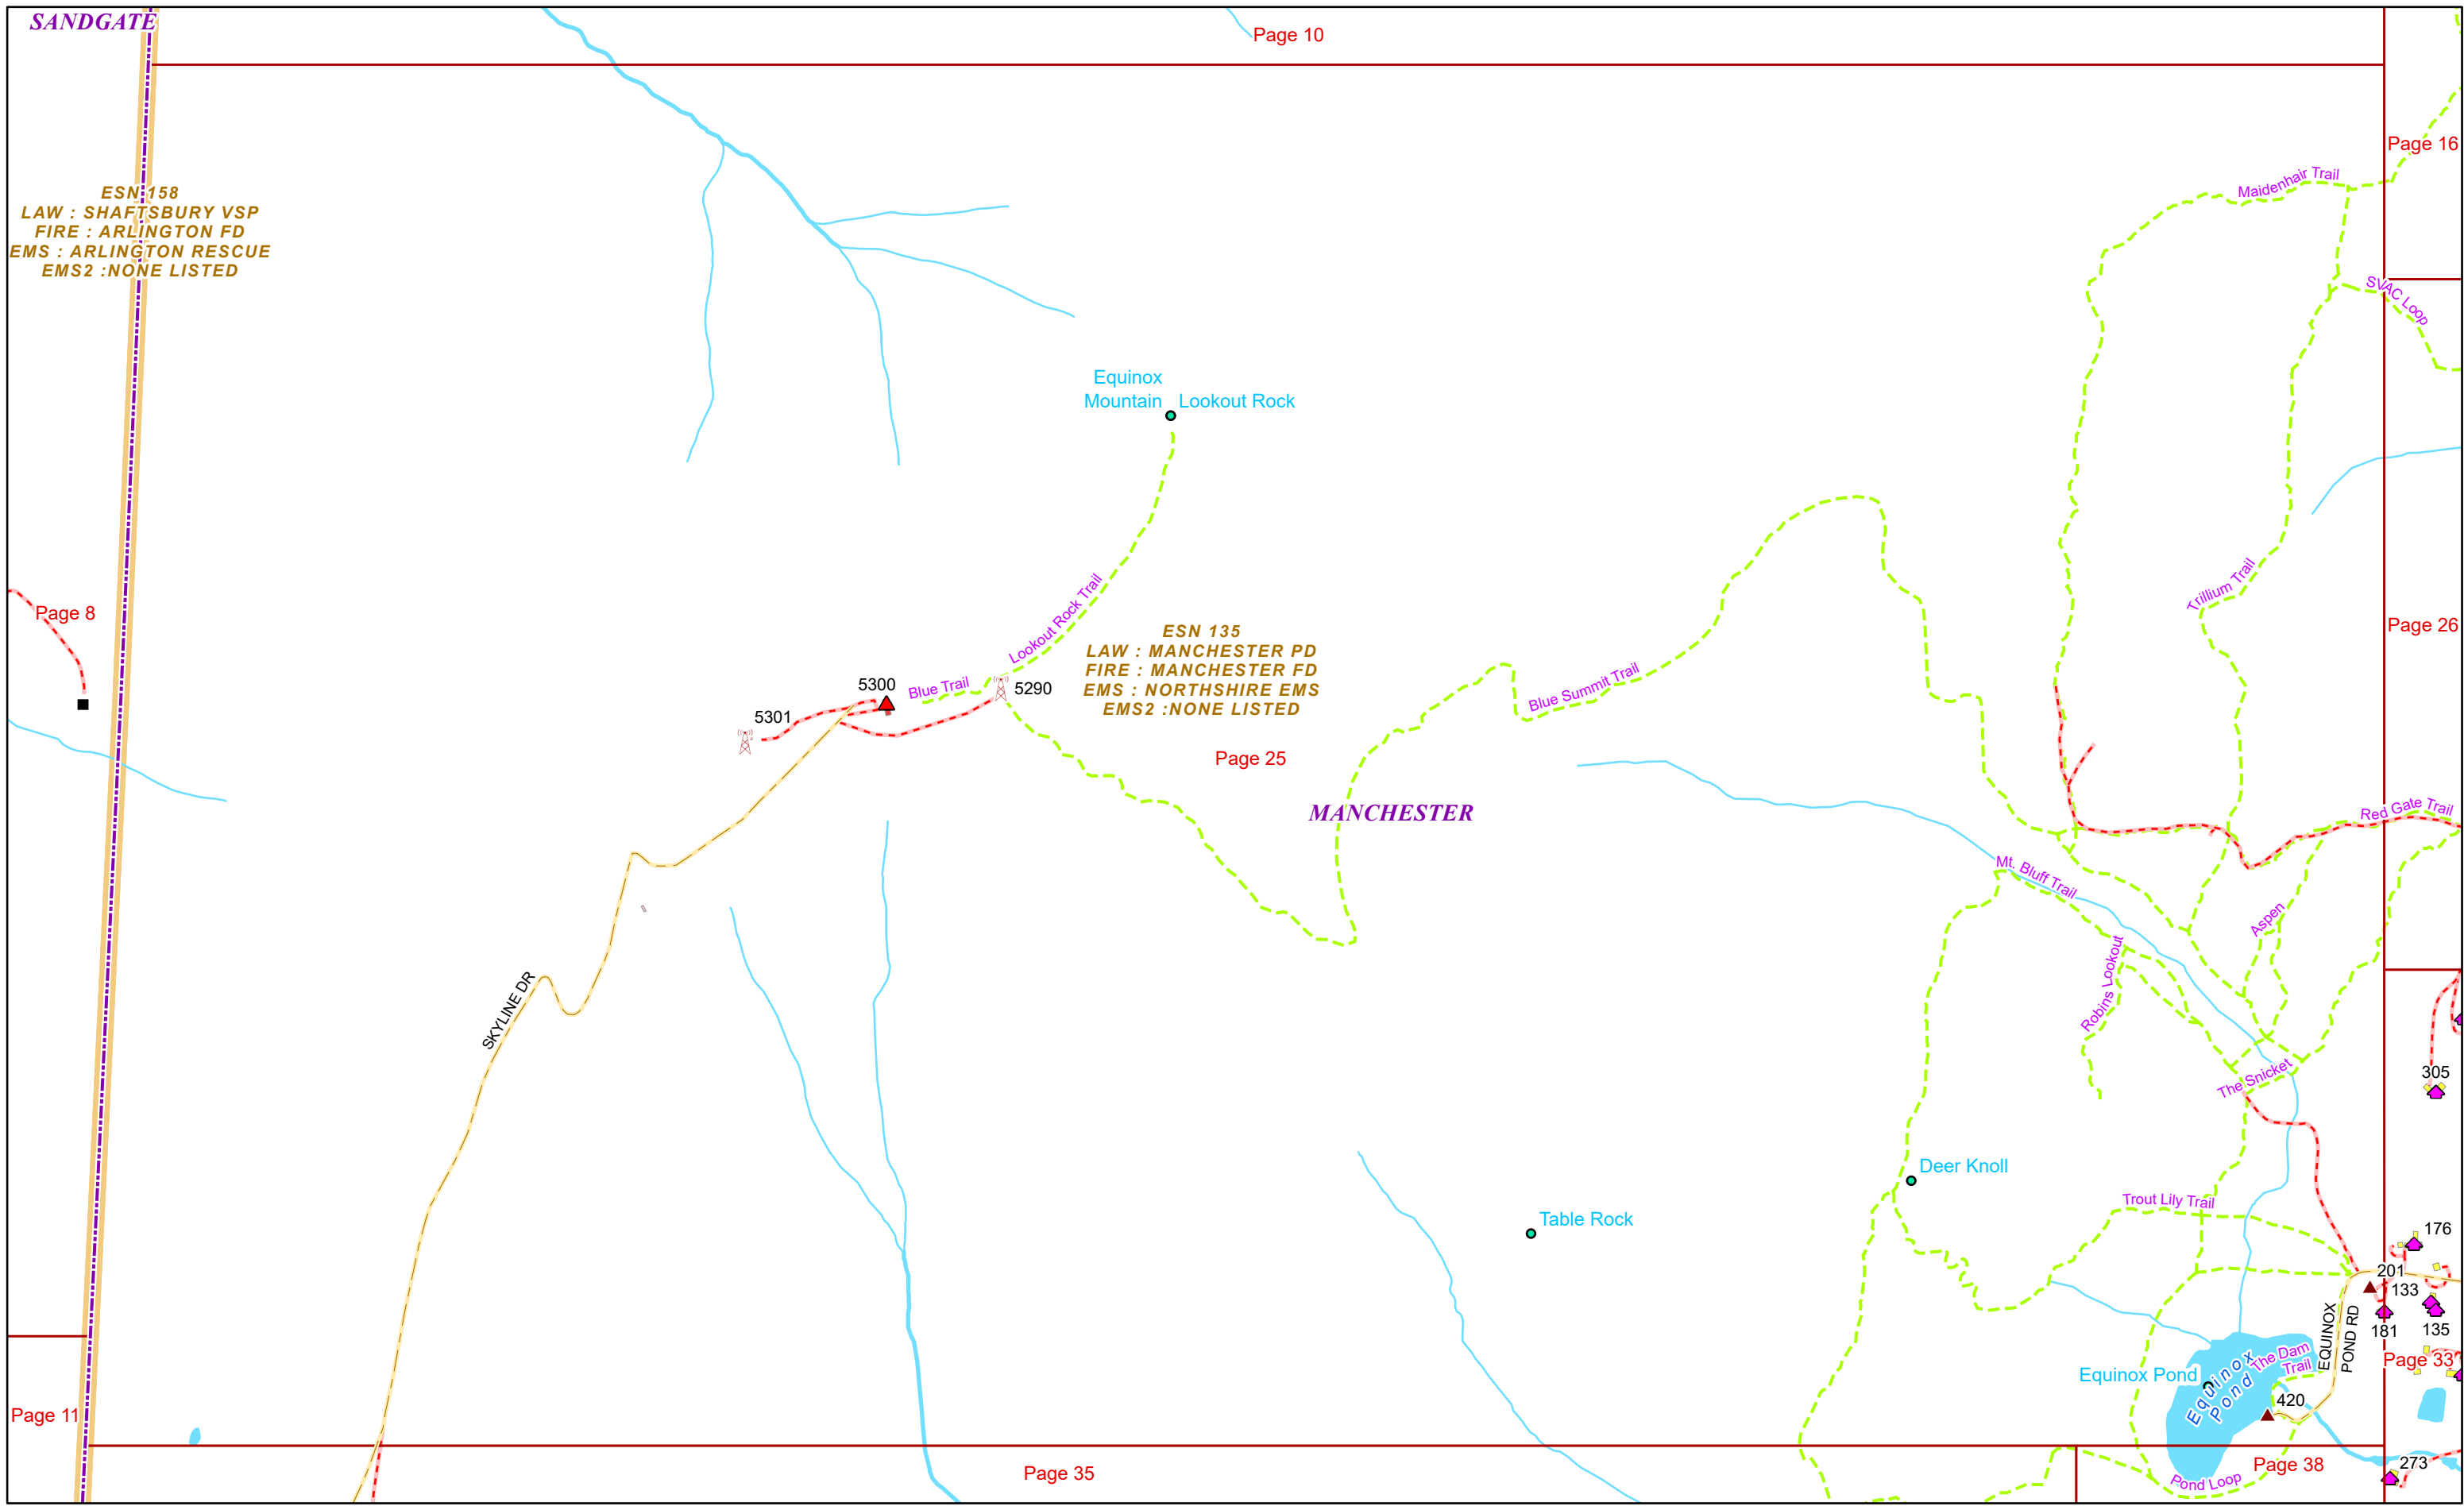 SANDGATE
Page 10
Page 16
Maidenhair Trail
ESN 158
LAW : SHAFTSBURY VSP
FIRE : ARLINGTON FD
EMS : ARLINGTON RESCUE
EMS2 :NONE LISTED
SVAC Loop
Equinox
Mountain
Lookout Rock
Trillium Trail
Page 8
Lookout Rock Trail
Page 26
ESN 135
LAW : MANCHESTER PD
FIRE : MANCHESTER FD
EMS : NORTHSHIRE EMS
EMS2 :NONE LISTED
5300
Blue Trail
5290
Blue Summit Trail
5301
Page 25
MANCHESTER
Red Gate Trail
Mt. Bluff Trail
Aspen
Robins Lookout
SKYLINE DR
The Snicket
305
Deer Knoll
Trout Lily Trail
Table Rock
176
201
133
181
135
EQUINOX
POND RD
The Dam
Trail
Page 33
Equinox Pond
Equinox
Pond
420
Page 11
Page 35
Page 38
273
Pond Loop